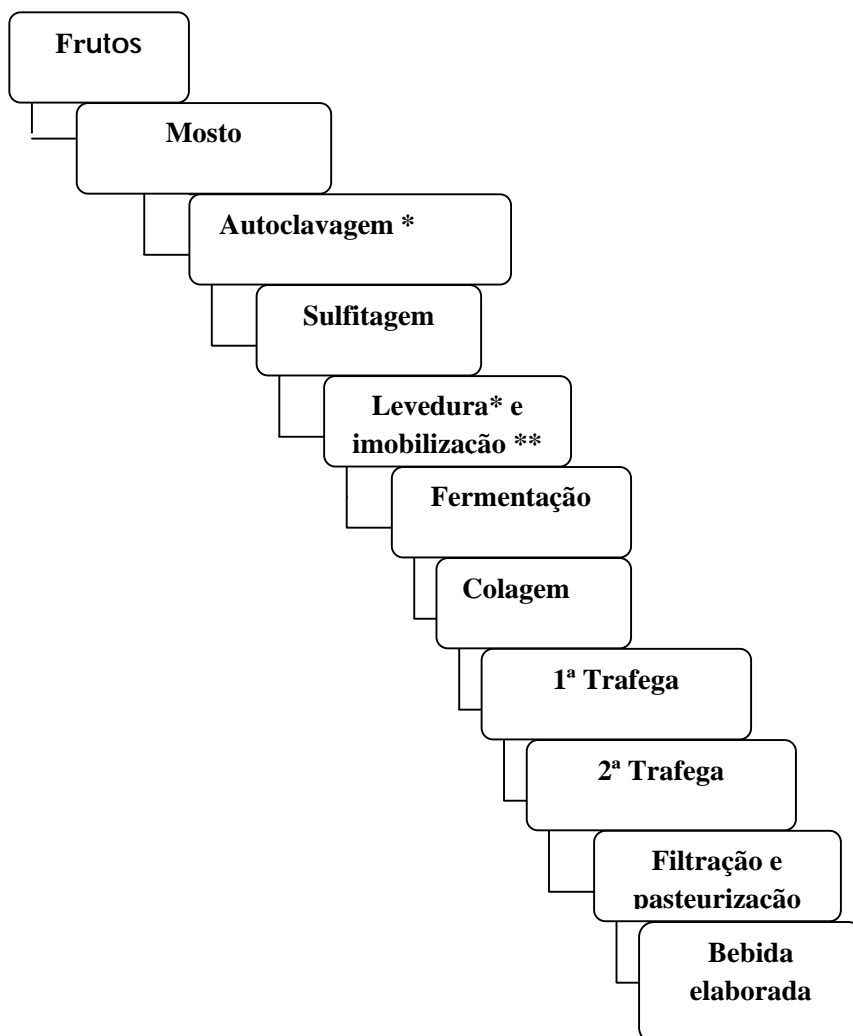 Frutos
Mosto
Autoclavagem *
Sulfitagem
Levedura* e
imobilização **
Fermentação
Colagem
1ª Trafega
2ª Trafega
Filtração e
pasteurização
Bebida
elaborada